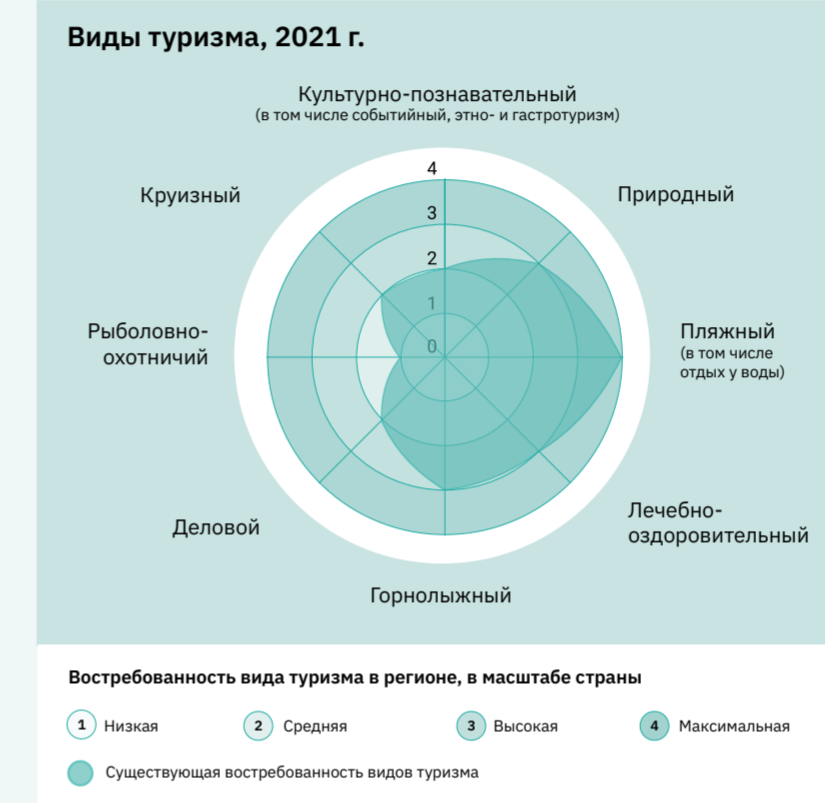 Виды туризма, 2021 г.
Культурно-познавательный
(в том числе событийный, этно- и гастротуризм)
Круизный
4
Природный
3
2
1
Рыболовно-
охотничий
0
Пляжный
(в том числе
отдых у воды)
Лечебно-
оздоровительный
Деловой
Горнолыжный
Востребованность вида туризма в регионе, в масштабе страны
1 Низкая
2 Средняя
3 Высокая
4 Максимальная
Существующая востребованность видов туризма